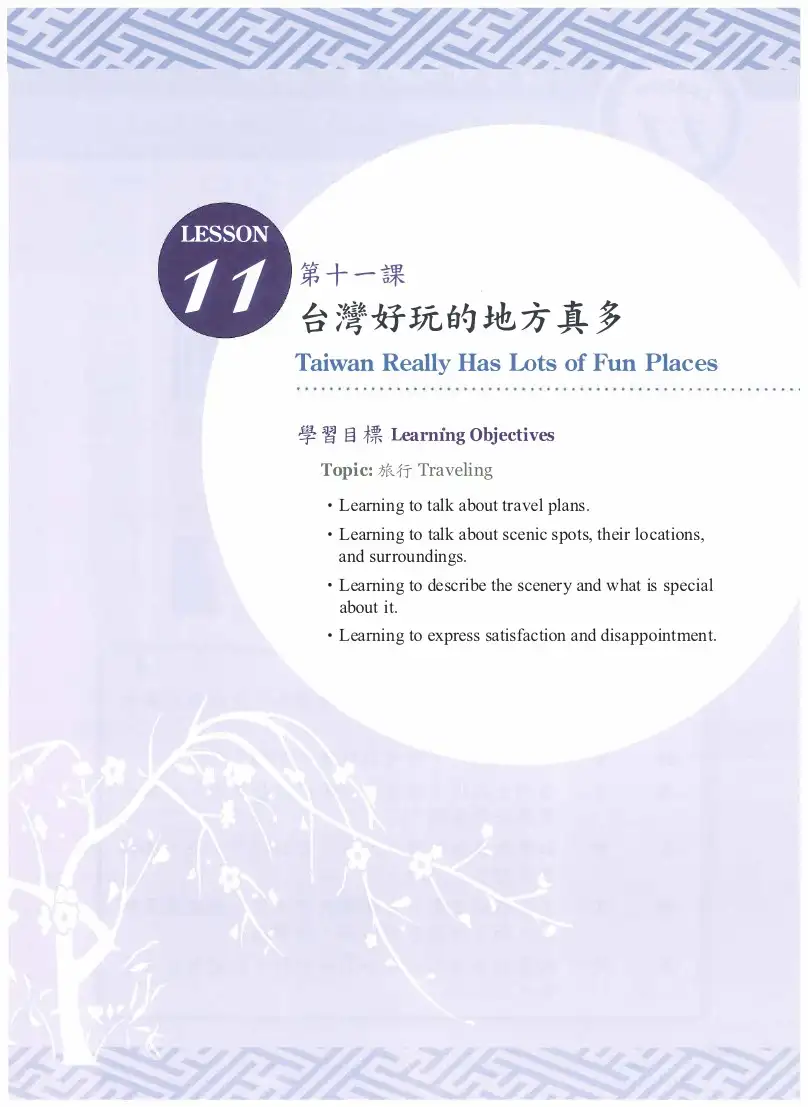 LESSON
11
第十一課
台灣好玩的地方真多
Taiwan Really Has Lots of Fun Places
學習目標 Learning Objectives
Topic: 旅行 Traveling
• Learning to talk about travel plans.
• Learning to talk about scenic spots, their locations,
and surroundings.
• Learning to describe the scenery and what is special
about it.
• Learning to express satisfaction and disappointment.